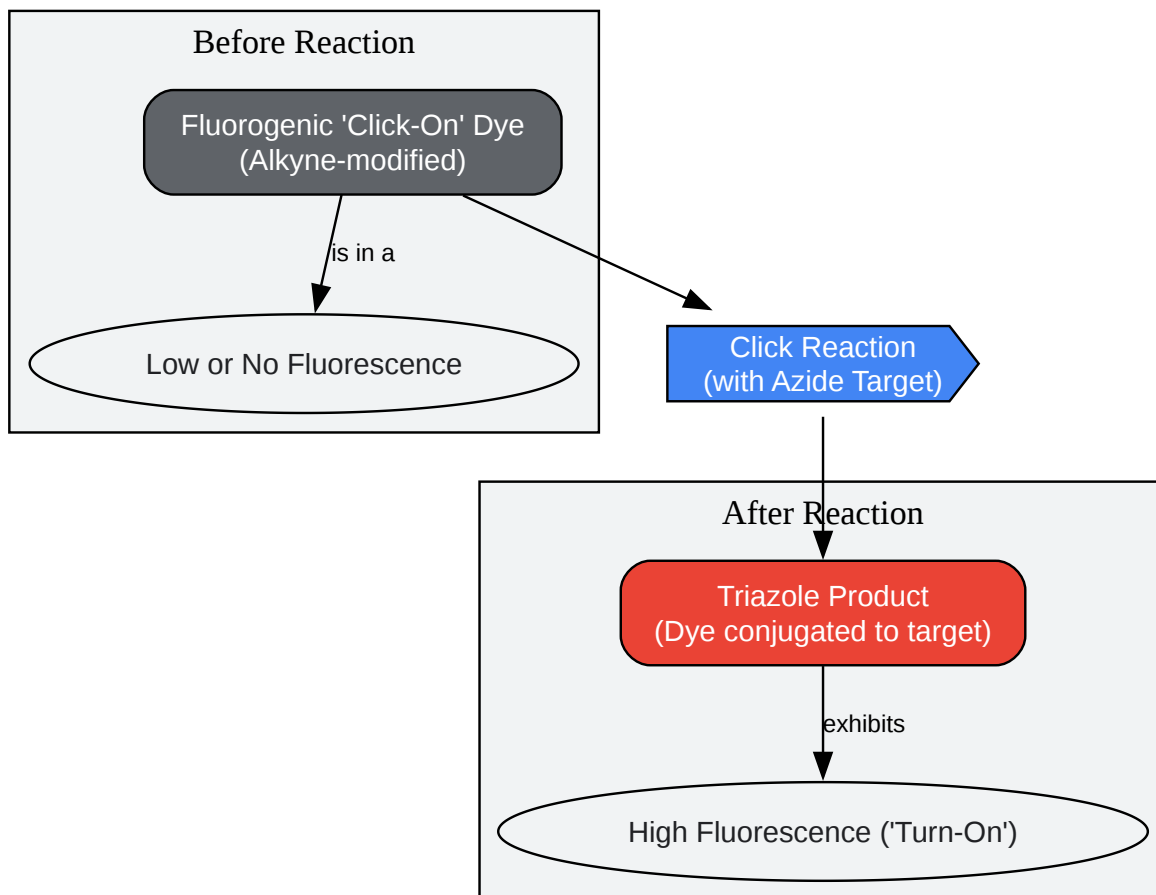 Before Reaction
Fluorogenic 'Click-On' Dye
(Alkyne-modified)
is in a
Low or No Fluorescence
Click Reaction
(with Azide Target)
After Reaction
Triazole Product
(Dye conjugated to target)
exhibits
High Fluorescence ('Turn-On')